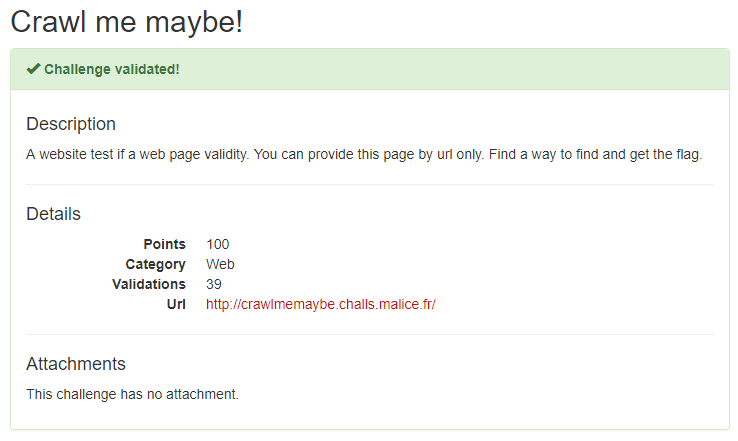 Crawl me maybe!
Challenge validated!
Description
A website test if a web page validity. You can provide this page by url only. Find a way to find and get the flag.
Details
Points 100
Category Web
Validations 39
Url http://crawlmemaybe.challs.malice.fr/
Attachments
This challenge has no attachment.